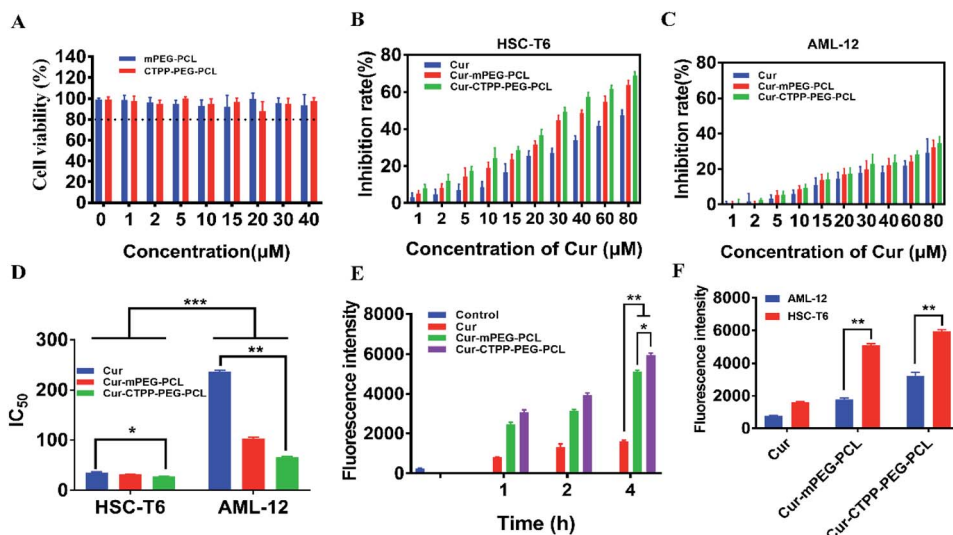 A
mPEG-PCL
CTPP-PEG-PCL
Cell viability (%)
140
120
100
80
60
40
20
0
0 1 2 5 10 15 20 30 40
Concentration(μM)
B
HSC-T6
Cur
Cur-mPEG-PCL
Cur-CTPP-PEG-PCL
Inhibition rate(%)
80
60
40
20
0
1 2 5 10 15 20 30 40 60 80
Concentration of Cur (μM)
C
AML-12
Cur
Cur-mPEG-PCL
Cur-CTPP-PEG-PCL
Inhibition rate(%)
80
60
40
20
0
1 2 5 10 15 20 30 40 60 80
Concentration of Cur (μM)
D
***
**
*
Cur
Cur-mPEG-PCL
Cur-CTPP-PEG-PCL
IC50
300
200
100
00
HSC-T6 AML-12
E
Control
Cur
Cur-mPEG-PCL
Cur-CTPP-PEG-PCL
**
*
Fluorescence intensity
8000
6000
4000
2000
0
1 2 4
Time (h)
F
AML-12
HSC-T6
** **
Fluorescence intensity
8000
6000
4000
2000
0
Cur
Cur-mPEG-PCL
Cur-CTPP-PEG-PCL